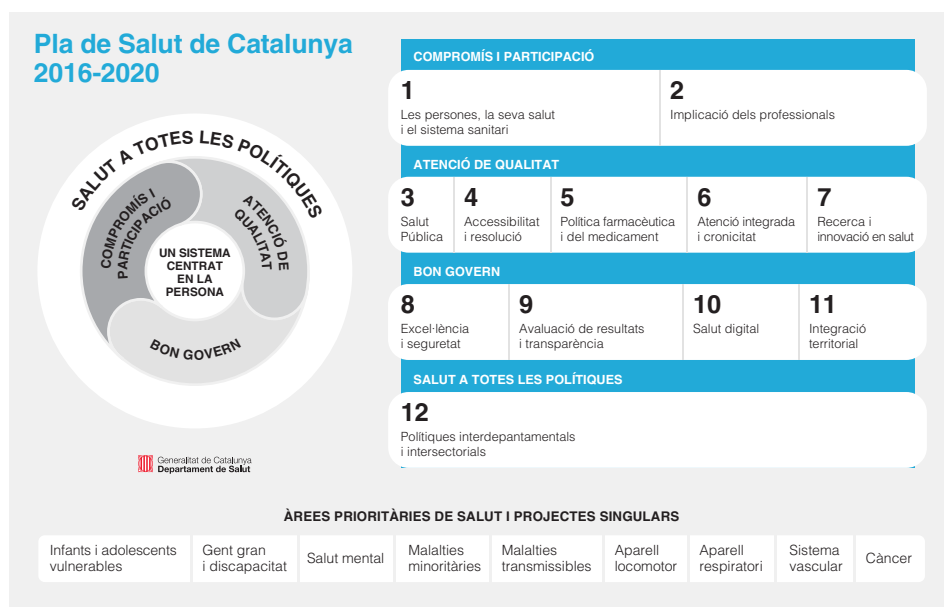 Pla de Salut de Catalunya
2016-2020
SALUT A TOTES LES POLÍTIQUES
COMPROMÍS I
PARTICIPACIÓ
ATENCIÓ DE
QUALITAT
UN SISTEMA
CENTRAT
EN LA
PERSONA
BON GOVERN
Generalitat de Catalunya
Departament de Salut
COMPROMÍS I PARTICIPACIÓ
1
Les persones, la seva salut
i el sistema sanitari
2
Implicació dels professionals
ATENCIÓ DE QUALITAT
3
Salut
Pública
4
Accessibilitat
i resolució
5
Política farmacèutica
i del medicament
6
Atenció integrada
i cronicitat
7
Recerca i
innovació en salut
BON GOVERN
8
Excel·lència
i seguretat
9
Avaluació de resultats
i transparència
10
Salut digital
11
Integració
territorial
SALUT A TOTES LES POLÍTIQUES
12
Polítiques interdepantamentals
i intersectorials
ÀREES PRIORITÀRIES DE SALUT I PROJECTES SINGULARS
Infants i adolescents
vulnerables
Gent gran
i discapacitat
Salut mental
Malalties
minoritàries
Malalties
transmissibles
Aparell
locomotor
Aparell
respiratori
Sistema
vascular
Càncer